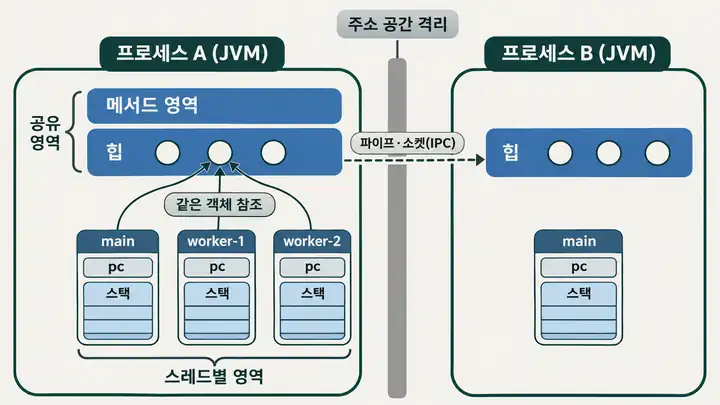 주소 공간 격리
프로세스 A (JVM)
프로세스 B (JVM)
공유
영역
메서드 영역
힙
파이프·소켓(IPC)
힙
같은 객체 참조
main
worker-1
worker-2
main
pc
pc
pc
pc
스택
스택
스택
스택
스레드별 영역